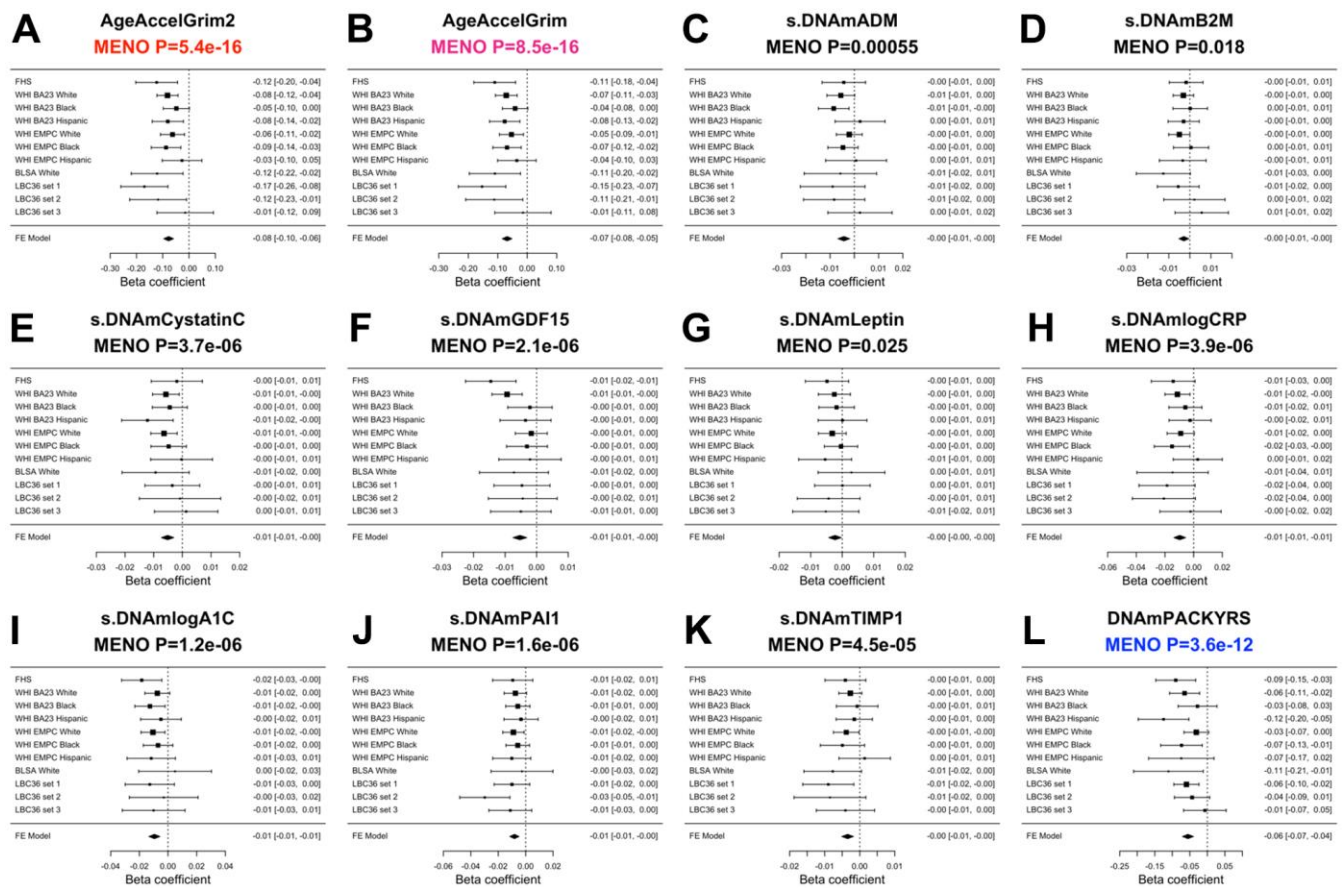 A AgeAccelGrim2
MENO P=5.4e-16
FHS -0.12 [-0.20, -0.04]
WHI BA23 White -0.08 [-0.12, -0.04]
WHI BA23 Black -0.05 [-0.10, 0.00]
WHI BA23 Hispanic -0.08 [-0.14, -0.02]
WHI EMPC White -0.06 [-0.11, -0.02]
WHI EMPC Black -0.09 [-0.14, -0.03]
WHI EMPC Hispanic -0.03 [-0.10, 0.05]
BLSA White -0.12 [-0.22, -0.02]
LBC36 set 1 -0.17 [-0.26, -0.08]
LBC36 set 2 -0.12 [-0.23, -0.01]
LBC36 set 3 -0.01 [-0.12, 0.09]
FE Model -0.08 [-0.10, -0.06]
-0.30 -0.20 -0.10 0.00 0.10
Beta coefficient
B AgeAccelGrim
MENO P=8.5e-16
FHS -0.11 [-0.18, -0.04]
WHI BA23 White -0.07 [-0.11, -0.03]
WHI BA23 Black -0.04 [-0.08, 0.00]
WHI BA23 Hispanic -0.08 [-0.13, -0.02]
WHI EMPC White -0.05 [-0.09, -0.01]
WHI EMPC Black -0.07 [-0.12, -0.02]
WHI EMPC Hispanic -0.04 [-0.10, 0.03]
BLSA White -0.11 [-0.20, -0.02]
LBC36 set 1 -0.15 [-0.23, -0.07]
LBC36 set 2 -0.11 [-0.21, -0.01]
LBC36 set 3 -0.01 [-0.11, 0.08]
FE Model -0.07 [-0.08, -0.05]
-0.30 -0.20 -0.10 0.00 0.10
Beta coefficient
C s.DNAmADM
MENO P=0.00055
FHS -0.00 [-0.01, 0.00]
WHI BA23 White -0.01 [-0.01, 0.00]
WHI BA23 Black -0.01 [-0.01, -0.00]
WHI BA23 Hispanic 0.00 [-0.01, 0.01]
WHI EMPC White -0.00 [-0.01, 0.00]
WHI EMPC Black -0.00 [-0.01, 0.00]
WHI EMPC Hispanic 0.00 [-0.01, 0.01]
BLSA White -0.01 [-0.02, 0.01]
LBC36 set 1 -0.01 [-0.02, 0.00]
LBC36 set 2 -0.01 [-0.02, 0.00]
LBC36 set 3 0.00 [-0.01, 0.02]
FE Model -0.00 [-0.01, -0.00]
-0.03 -0.01 0.01 0.02
Beta coefficient
D s.DNAmB2M
MENO P=0.018
FHS -0.00 [-0.01, 0.01]
WHI BA23 White -0.00 [-0.01, 0.00]
WHI BA23 Black 0.00 [-0.01, 0.01]
WHI BA23 Hispanic -0.00 [-0.01, 0.01]
WHI EMPC White -0.00 [-0.01, 0.00]
WHI EMPC Black 0.00 [-0.01, 0.01]
WHI EMPC Hispanic -0.00 [-0.01, 0.01]
BLSA White -0.01 [-0.03, 0.00]
LBC36 set 1 -0.01 [-0.02, 0.00]
LBC36 set 2 0.00 [-0.01, 0.02]
LBC36 set 3 0.01 [-0.01, 0.02]
FE Model -0.00 [-0.01, -0.00]
-0.03 -0.01 0.01
Beta coefficient
E s.DNAmCystatinC
MENO P=3.7e-06
FHS -0.00 [-0.01, 0.01]
WHI BA23 White -0.01 [-0.01, -0.00]
WHI BA23 Black -0.00 [-0.01, 0.00]
WHI BA23 Hispanic -0.01 [-0.02, -0.00]
WHI EMPC White -0.01 [-0.01, -0.00]
WHI EMPC Black -0.00 [-0.01, 0.00]
WHI EMPC Hispanic -0.00 [-0.01, 0.01]
BLSA White -0.01 [-0.02, 0.00]
LBC36 set 1 -0.00 [-0.01, 0.01]
LBC36 set 2 -0.00 [-0.02, 0.01]
LBC36 set 3 0.00 [-0.01, 0.01]
FE Model -0.01 [-0.01, -0.00]
-0.03 -0.01 0.00 0.01 0.02
Beta coefficient
F s.DNAmGDF15
MENO P=2.1e-06
FHS -0.01 [-0.02, -0.01]
WHI BA23 White -0.01 [-0.01, -0.00]
WHI BA23 Black -0.00 [-0.01, 0.00]
WHI BA23 Hispanic -0.00 [-0.01, 0.00]
WHI EMPC White -0.00 [-0.01, 0.00]
WHI EMPC Black -0.00 [-0.01, 0.00]
WHI EMPC Hispanic -0.00 [-0.01, 0.01]
BLSA White -0.01 [-0.02, 0.00]
LBC36 set 1 -0.00 [-0.01, 0.00]
LBC36 set 2 -0.00 [-0.02, 0.01]
LBC36 set 3 -0.01 [-0.01, 0.00]
FE Model -0.01 [-0.01, -0.00]
-0.03 -0.02 -0.01 0.00 0.01
Beta coefficient
G s.DNAmLeptin
MENO P=0.025
FHS -0.00 [-0.01, 0.00]
WHI BA23 White -0.00 [-0.01, 0.00]
WHI BA23 Black -0.00 [-0.01, 0.00]
WHI BA23 Hispanic 0.00 [-0.01, 0.01]
WHI EMPC White -0.00 [-0.01, 0.00]
WHI EMPC Black -0.00 [-0.01, 0.00]
WHI EMPC Hispanic -0.01 [-0.01, 0.00]
BLSA White 0.00 [-0.01, 0.01]
LBC36 set 1 0.00 [-0.01, 0.01]
LBC36 set 2 -0.00 [-0.01, 0.01]
LBC36 set 3 -0.01 [-0.02, 0.01]
FE Model -0.00 [-0.00, -0.00]
-0.02 -0.01 0.00 0.01 0.02
Beta coefficient
H s.DNAmlogCRP
MENO P=3.9e-06
FHS -0.01 [-0.03, 0.00]
WHI BA23 White -0.01 [-0.02, -0.00]
WHI BA23 Black -0.01 [-0.02, 0.01]
WHI BA23 Hispanic -0.00 [-0.02, 0.01]
WHI EMPC White -0.01 [-0.02, 0.00]
WHI EMPC Black -0.02 [-0.03, -0.00]
WHI EMPC Hispanic 0.00 [-0.01, 0.02]
BLSA White -0.01 [-0.04, 0.01]
LBC36 set 1 -0.02 [-0.04, 0.00]
LBC36 set 2 -0.02 [-0.04, 0.00]
LBC36 set 3 -0.00 [-0.02, 0.02]
FE Model -0.01 [-0.01, -0.01]
-0.06 -0.04 -0.02 0.00 0.02
Beta coefficient
I s.DNAmlogA1C
MENO P=1.2e-06
FHS -0.02 [-0.03, -0.00]
WHI BA23 White -0.01 [-0.02, 0.00]
WHI BA23 Black -0.01 [-0.02, -0.00]
WHI BA23 Hispanic -0.00 [-0.02, 0.01]
WHI EMPC White -0.01 [-0.02, 0.00]
WHI EMPC Black -0.01 [-0.02, 0.00]
WHI EMPC Hispanic -0.01 [-0.03, 0.01]
BLSA White 0.00 [-0.02, 0.03]
LBC36 set 1 -0.01 [-0.03, 0.00]
LBC36 set 2 -0.00 [-0.03, 0.02]
LBC36 set 3 -0.01 [-0.03, 0.01]
FE Model -0.01 [-0.01, -0.01]
-0.04 -0.02 0.00 0.02 0.04
Beta coefficient
J s.DNAmPAI1
MENO P=1.6e-06
FHS -0.01 [-0.02, 0.01]
WHI BA23 White -0.01 [-0.02, 0.00]
WHI BA23 Black -0.01 [-0.01, 0.00]
WHI BA23 Hispanic -0.00 [-0.02, 0.01]
WHI EMPC White -0.01 [-0.02, -0.00]
WHI EMPC Black -0.01 [-0.01, 0.00]
WHI EMPC Hispanic -0.01 [-0.02, 0.00]
BLSA White -0.00 [-0.03, 0.02]
LBC36 set 1 -0.01 [-0.02, 0.00]
LBC36 set 2 -0.03 [-0.05, -0.01]
LBC36 set 3 -0.01 [-0.03, 0.00]
FE Model -0.01 [-0.01, -0.00]
-0.06 -0.04 -0.02 0.00 0.02
Beta coefficient
K s.DNAmTIMP1
MENO P=4.5e-05
FHS -0.00 [-0.01, 0.00]
WHI BA23 White -0.00 [-0.01, 0.00]
WHI BA23 Black -0.00 [-0.01, 0.01]
WHI BA23 Hispanic -0.00 [-0.01, 0.00]
WHI EMPC White -0.00 [-0.01, 0.00]
WHI EMPC Black -0.00 [-0.01, 0.00]
WHI EMPC Hispanic 0.00 [-0.01, 0.01]
BLSA White -0.01 [-0.02, 0.00]
LBC36 set 1 -0.01 [-0.02, -0.00]
LBC36 set 2 -0.01 [-0.02, 0.00]
LBC36 set 3 -0.00 [-0.01, 0.00]
FE Model -0.00 [-0.01, -0.00]
-0.02 -0.01 0.00 0.01
Beta coefficient
L DNAmPACKYRS
MENO P=3.6e-12
FHS -0.09 [-0.15, -0.03]
WHI BA23 White -0.06 [-0.11, -0.02]
WHI BA23 Black -0.03 [-0.08, 0.03]
WHI BA23 Hispanic -0.12 [-0.20, -0.05]
WHI EMPC White -0.03 [-0.07, 0.00]
WHI EMPC Black -0.07 [-0.13, -0.01]
WHI EMPC Hispanic -0.07 [-0.17, 0.02]
BLSA White -0.11 [-0.21, -0.01]
LBC36 set 1 -0.06 [-0.10, -0.02]
LBC36 set 2 -0.04 [-0.09, 0.01]
LBC36 set 3 -0.01 [-0.07, 0.05]
FE Model -0.06 [-0.07, -0.04]
-0.25 -0.15 -0.05 0.05
Beta coefficient